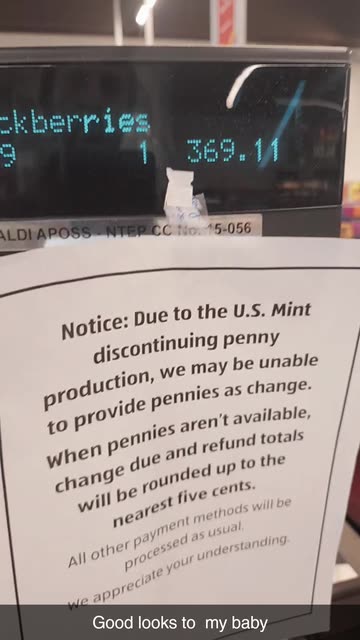 ckberries
9 1 369.11
ALDI APOSS - NTEP CC No. 15-056
Notice: Due to the U.S. Mint
discontinuing penny
production, we may be unable
to provide pennies as change.
When pennies aren't available,
change due and refund totals
will be rounded up to the
nearest five cents.
All other payment methods will be
processed as usual.
we appreciate your understanding.
Good looks to my baby